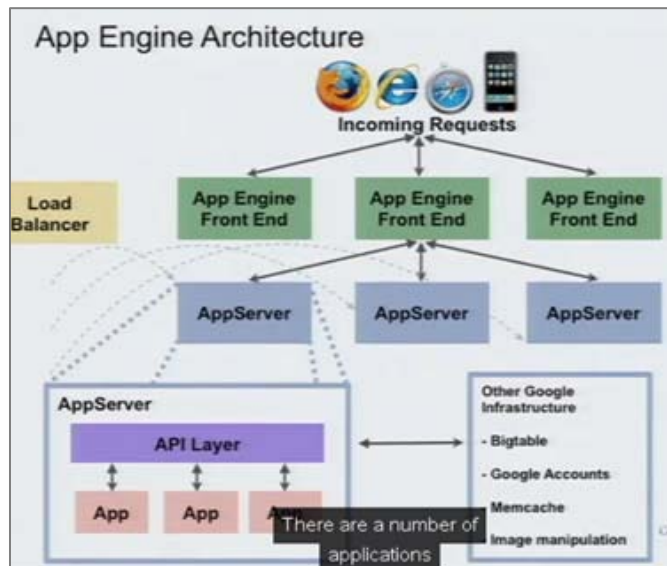 App Engine Architecture
Incoming Requests
Load
Balancer
App Engine
Front End
App Engine
Front End
App Engine
Front End
AppServer
AppServer
AppServer
AppServer
API Layer
App
App
App
Other Google
Infrastructure
- Bigtable
- Google Accounts
Memcache
- Image manipulation
There are a number of
applications